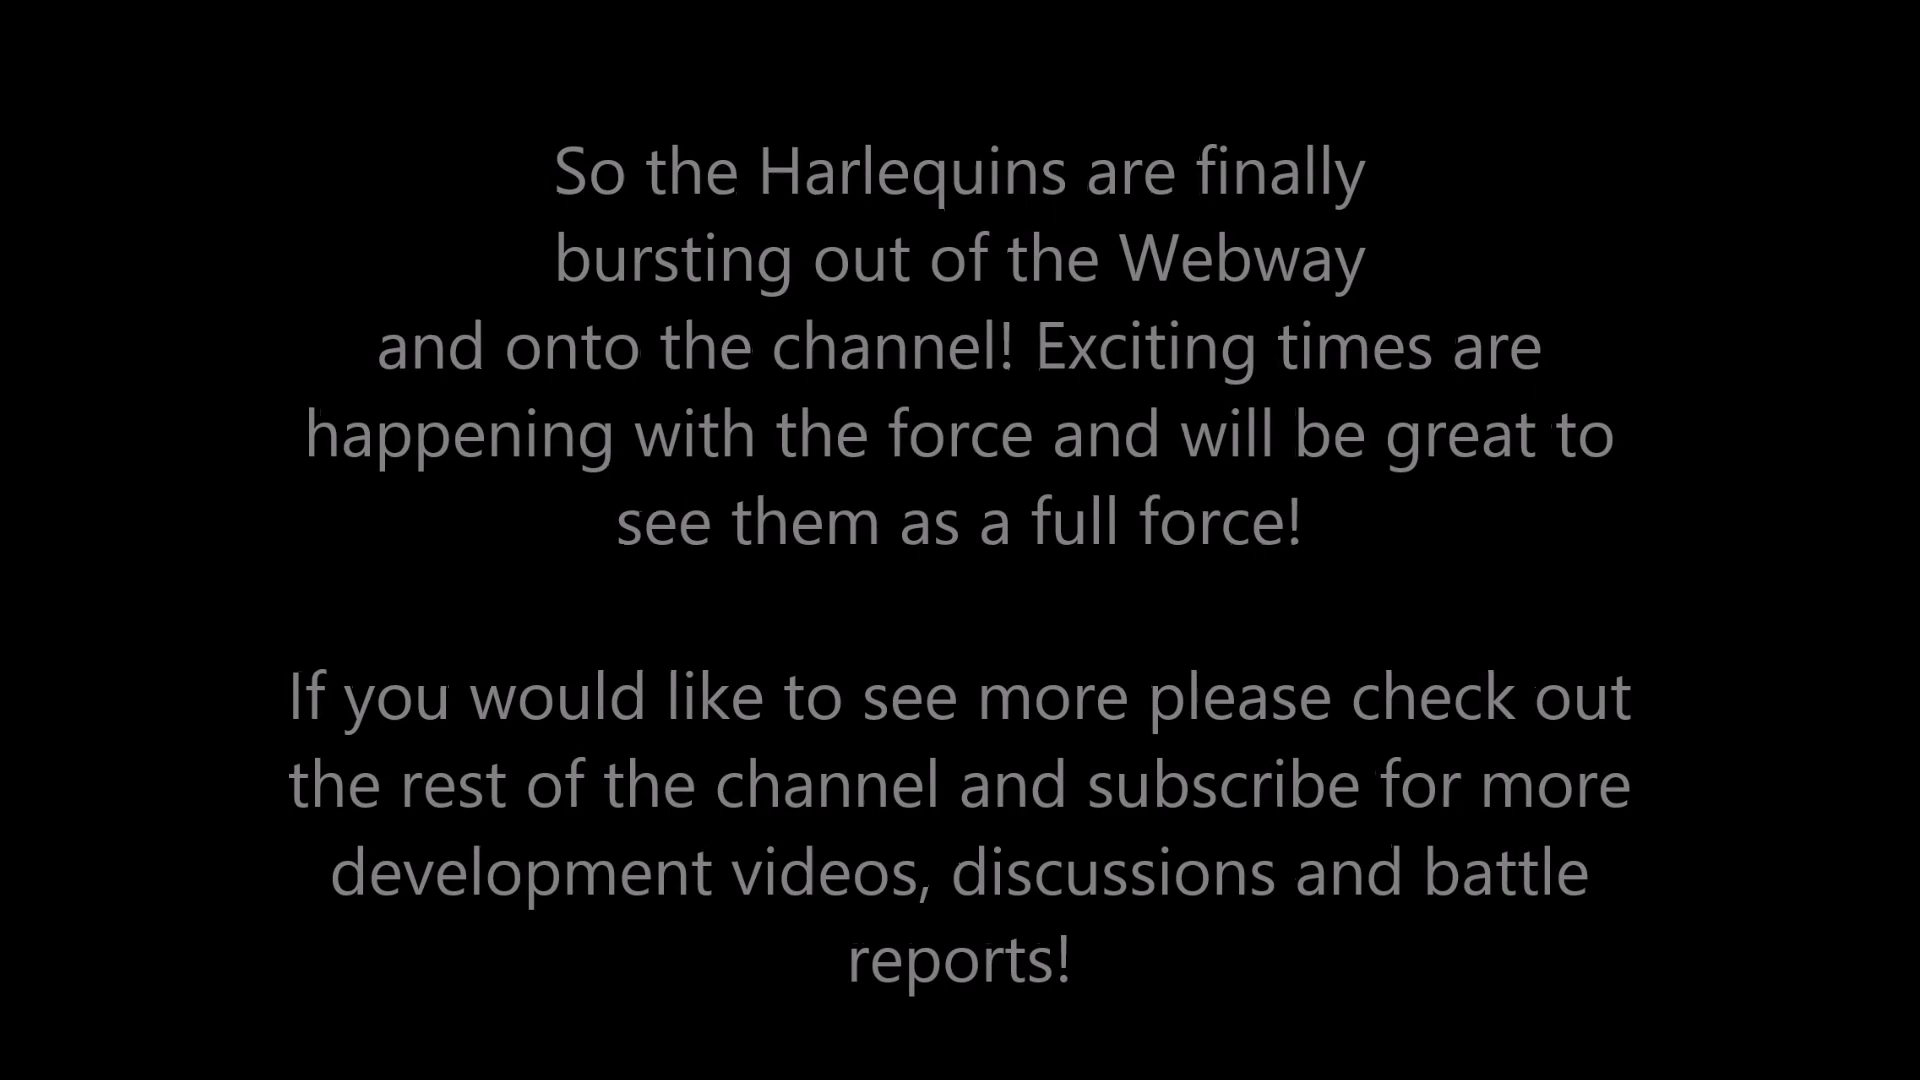 So the Harlequins are finally
bursting out of the Webway
and onto the channel! Exciting times are
happening with the force and will be great to
see them as a full force!
If you would like to see more please check out
the rest of the channel and subscribe for more
development videos, discussions and battle
reports!